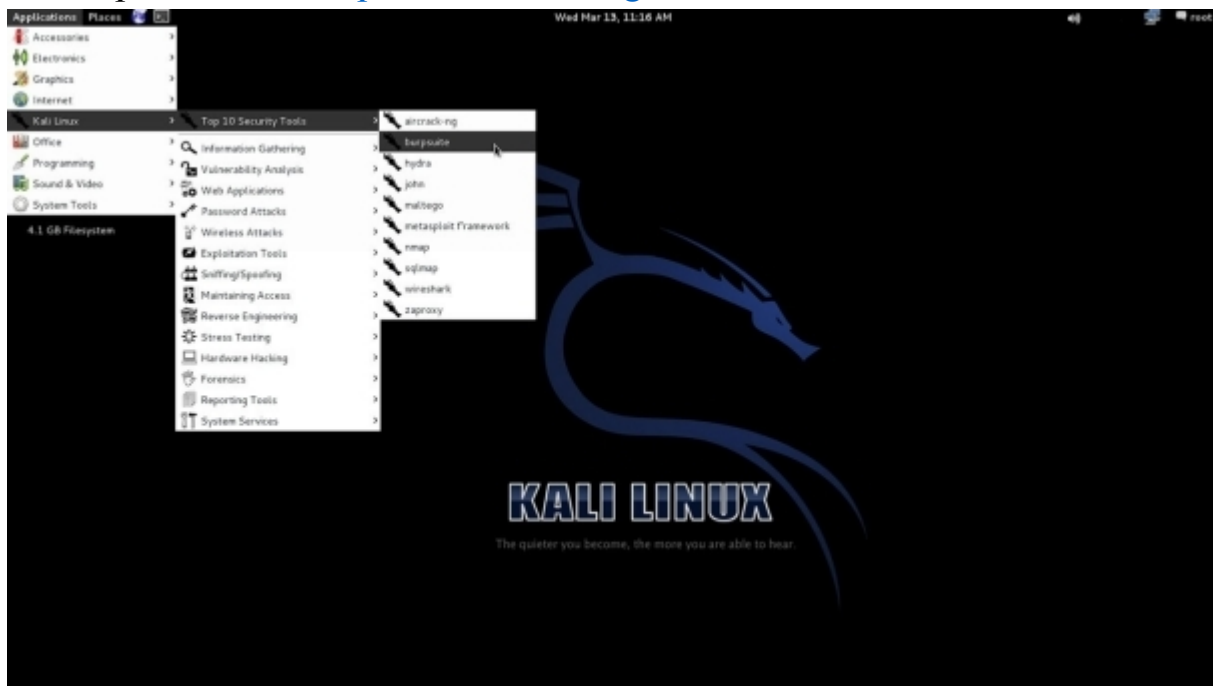 Applications Places
Wed Mar 13, 11:16 AM
root
Accessories
Electronics
Graphics
Internet
Kali Linux
Office
Programming
Sound & Video
System Tools
4.1 GB Filesystem
Top 10 Security Tools
Information Gathering
Vulnerability Analysis
Web Applications
Password Attacks
Wireless Attacks
Exploitation Tools
Sniffing/Spoofing
Maintaining Access
Reverse Engineering
Stress Testing
Hardware Hacking
Forensics
Reporting Tools
System Services
aircrack-ng
burpsuite
hydra
john
maltego
metasploit framework
nmap
sqlmap
wireshark
zaproxy
KALI LINUX
The quieter you become, the more you are able to hear.